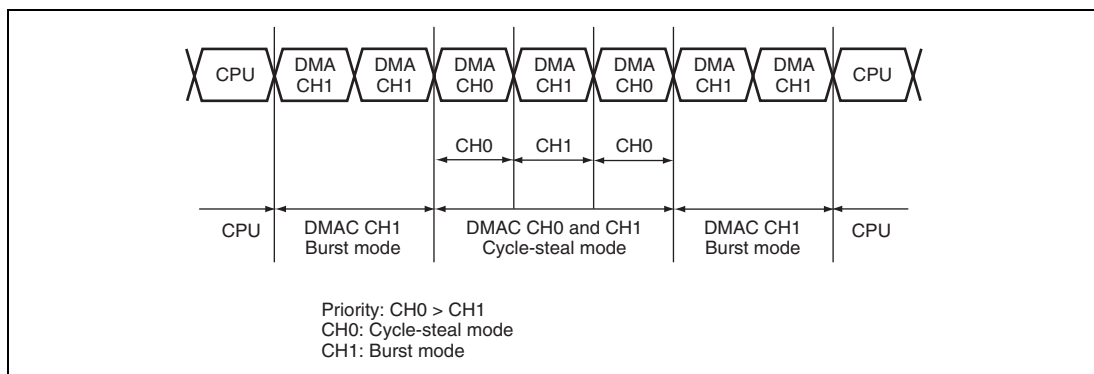 CPU
DMA
CH1
DMA
CH1
DMA
CH0
DMA
CH1
DMA
CH0
DMA
CH1
DMA
CH1
CPU
CH0
CH1
CH0
CPU
DMAC CH1
Burst mode
DMAC CH0 and CH1
Cycle-steal mode
DMAC CH1
Burst mode
CPU
Priority: CH0 > CH1
CH0: Cycle-steal mode
CH1: Burst mode